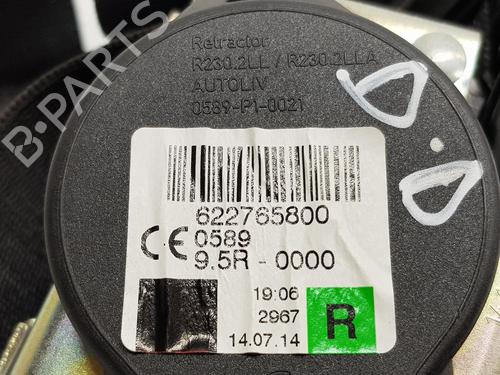 Retractor
R230.2LL / R230.2LLA
AUTOLIV
0589-P1-0021
622765800
CE 0589
9.5R-0000
19:06
2967
14.07.14
R
D.D
B-PARTS